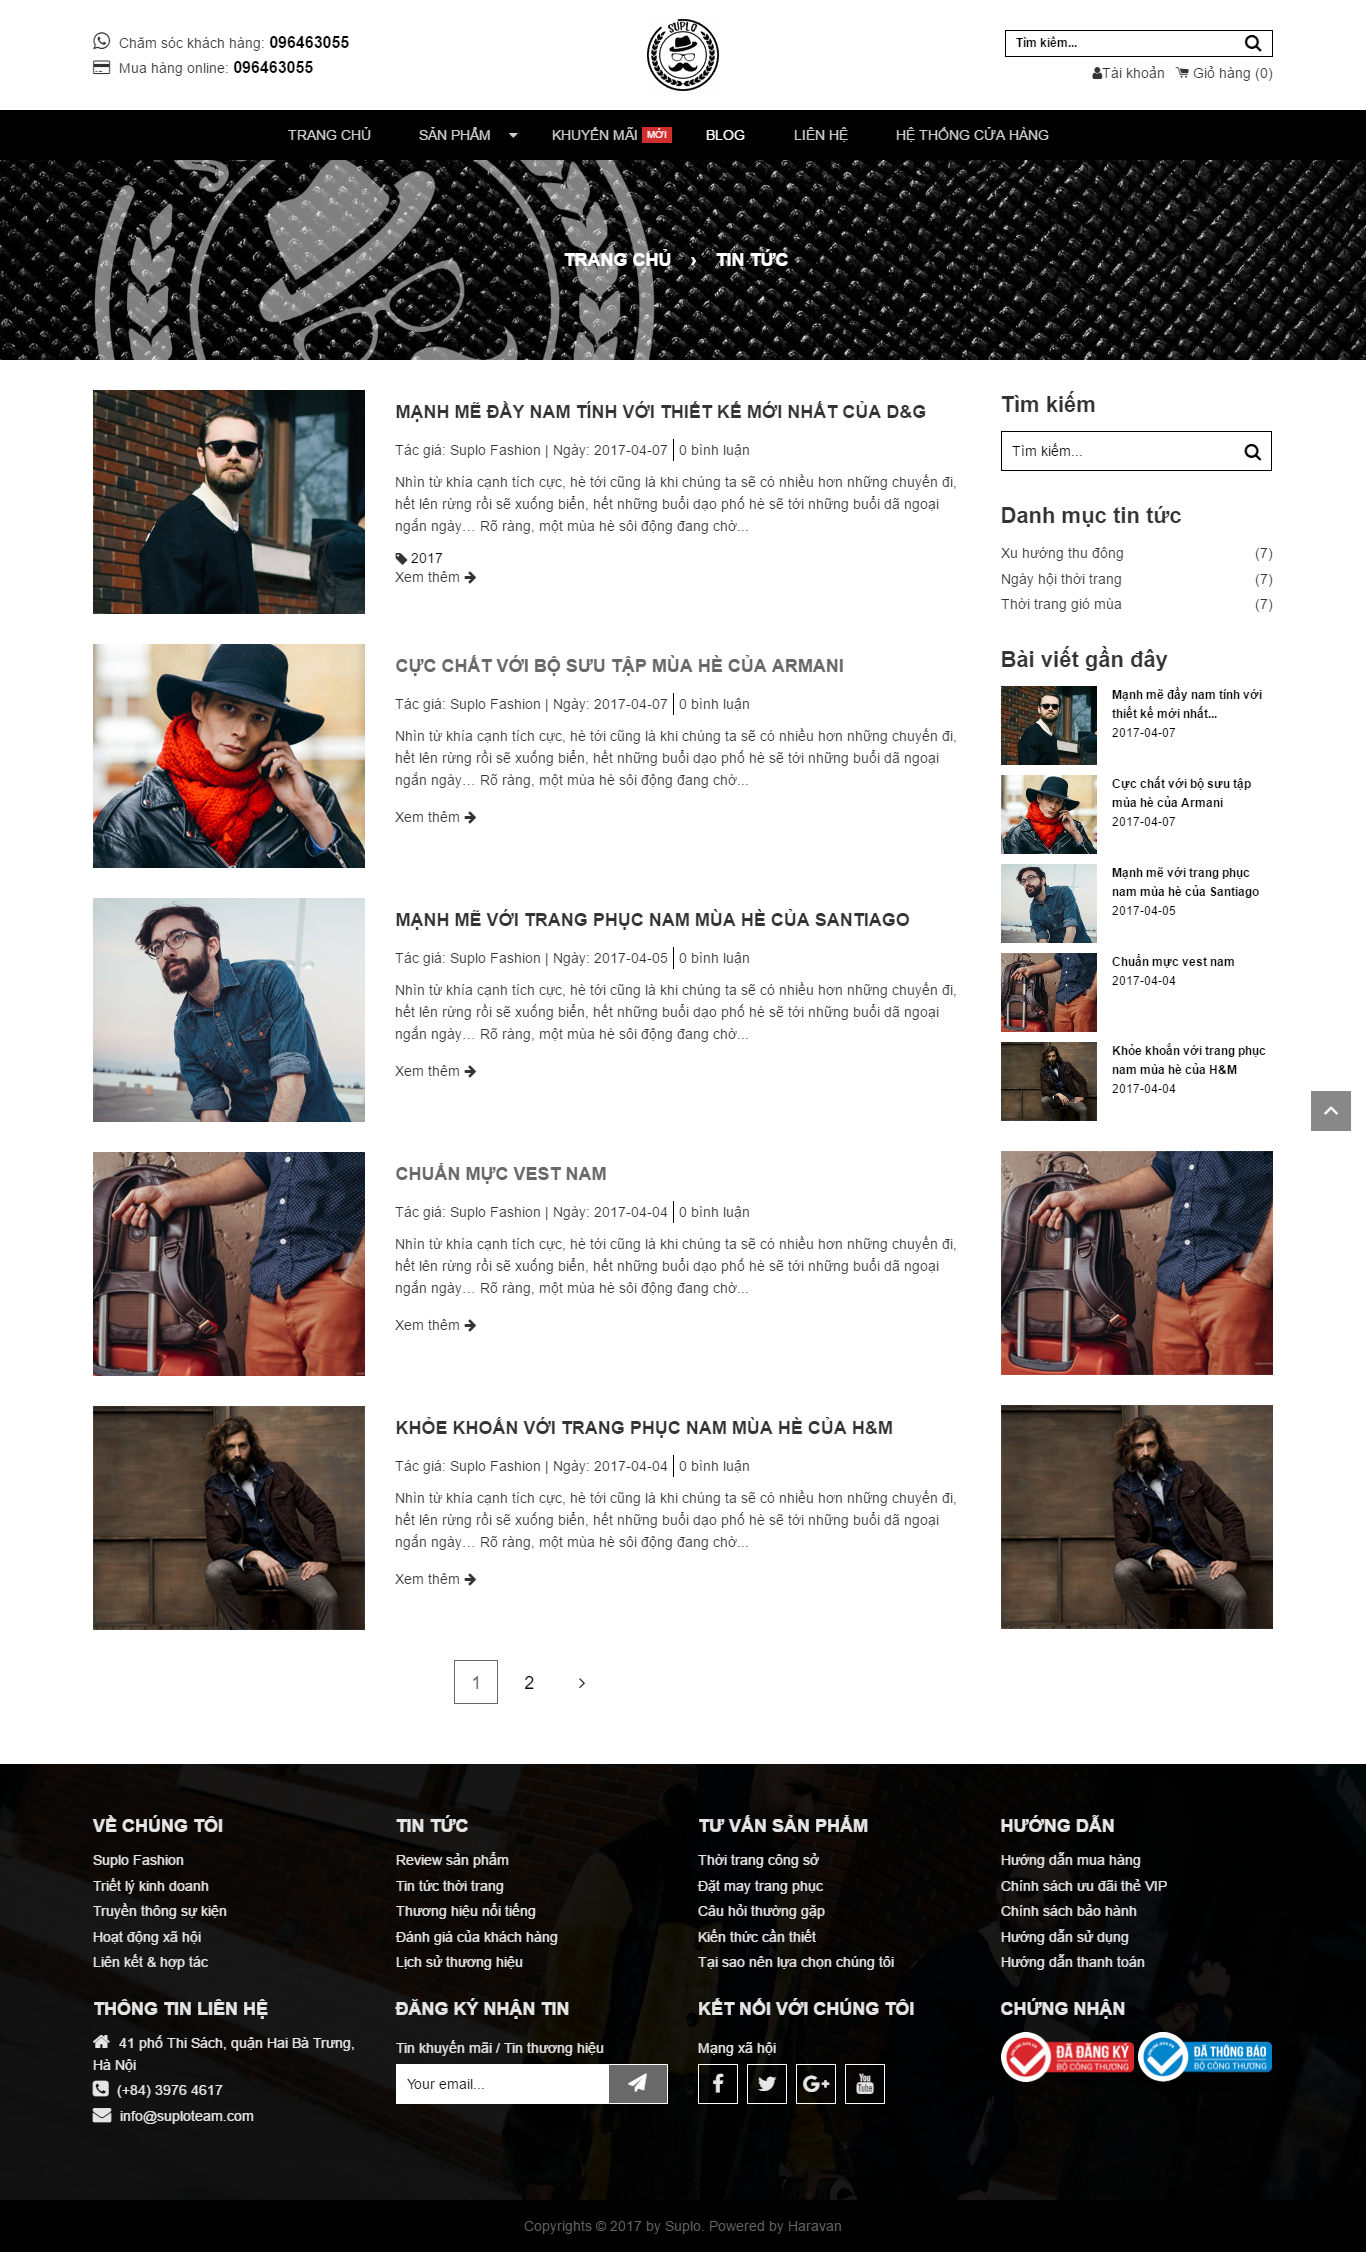 Chăm sóc khách hàng: 096463055
Mua hàng online: 096463055
SUPLO
Tìm kiếm...
Tài khoản Giỏ hàng (0)
TRANG CHỦ SẢN PHẨM KHUYẾN MÃI MỚI BLOG LIÊN HỆ HỆ THỐNG CỬA HÀNG
TRANG CHỦ › TIN TỨC
MẠNH MẼ ĐẦY NAM TÍNH VỚI THIẾT KẾ MỚI NHẤT CỦA D&G
Tác giả: Suplo Fashion | Ngày: 2017-04-07 0 bình luận
Nhìn từ khía cạnh tích cực, hè tới cũng là khi chúng ta sẽ có nhiều hơn những chuyến đi,
hết lên rừng rồi sẽ xuống biển, hết những buổi dạo phố hè sẽ tới những buổi dã ngoại
ngắn ngày… Rõ ràng, một mùa hè sôi động đang chờ...
2017
Xem thêm
CỰC CHẤT VỚI BỘ SƯU TẬP MÙA HÈ CỦA ARMANI
Tác giả: Suplo Fashion | Ngày: 2017-04-07 0 bình luận
Nhìn từ khía cạnh tích cực, hè tới cũng là khi chúng ta sẽ có nhiều hơn những chuyến đi,
hết lên rừng rồi sẽ xuống biển, hết những buổi dạo phố hè sẽ tới những buổi dã ngoại
ngắn ngày… Rõ ràng, một mùa hè sôi động đang chờ...
Xem thêm
MẠNH MẼ VỚI TRANG PHỤC NAM MÙA HÈ CỦA SANTIAGO
Tác giả: Suplo Fashion | Ngày: 2017-04-05 0 bình luận
Nhìn từ khía cạnh tích cực, hè tới cũng là khi chúng ta sẽ có nhiều hơn những chuyến đi,
hết lên rừng rồi sẽ xuống biển, hết những buổi dạo phố hè sẽ tới những buổi dã ngoại
ngắn ngày… Rõ ràng, một mùa hè sôi động đang chờ...
Xem thêm
CHUẨN MỰC VEST NAM
Tác giả: Suplo Fashion | Ngày: 2017-04-04 0 bình luận
Nhìn từ khía cạnh tích cực, hè tới cũng là khi chúng ta sẽ có nhiều hơn những chuyến đi,
hết lên rừng rồi sẽ xuống biển, hết những buổi dạo phố hè sẽ tới những buổi dã ngoại
ngắn ngày… Rõ ràng, một mùa hè sôi động đang chờ...
Xem thêm
KHỎE KHOẮN VỚI TRANG PHỤC NAM MÙA HÈ CỦA H&M
Tác giả: Suplo Fashion | Ngày: 2017-04-04 0 bình luận
Nhìn từ khía cạnh tích cực, hè tới cũng là khi chúng ta sẽ có nhiều hơn những chuyến đi,
hết lên rừng rồi sẽ xuống biển, hết những buổi dạo phố hè sẽ tới những buổi dã ngoại
ngắn ngày… Rõ ràng, một mùa hè sôi động đang chờ...
Xem thêm
1 2 ›
Tìm kiếm
Tìm kiếm...
Danh mục tin tức
Xu hướng thu đông (7)
Ngày hội thời trang (7)
Thời trang gió mùa (7)
Bài viết gần đây
Mạnh mẽ đầy nam tính với
thiết kế mới nhất...
2017-04-07
Cực chất với bộ sưu tập
mùa hè của Armani
2017-04-07
Mạnh mẽ với trang phục
nam mùa hè của Santiago
2017-04-05
Chuẩn mực vest nam
2017-04-04
Khỏe khoắn với trang phục
nam mùa hè của H&M
2017-04-04
VỀ CHÚNG TÔI
Suplo Fashion
Triết lý kinh doanh
Truyền thông sự kiện
Hoạt động xã hội
Liên kết & hợp tác
TIN TỨC
Review sản phẩm
Tin tức thời trang
Thương hiệu nổi tiếng
Đánh giá của khách hàng
Lịch sử thương hiệu
TƯ VẤN SẢN PHẨM
Thời trang công sở
Đặt may trang phục
Câu hỏi thường gặp
Kiến thức cần thiết
Tại sao nên lựa chọn chúng tôi
HƯỚNG DẪN
Hướng dẫn mua hàng
Chính sách ưu đãi thẻ VIP
Chính sách bảo hành
Hướng dẫn sử dụng
Hướng dẫn thanh toán
THÔNG TIN LIÊN HỆ
41 phố Thi Sách, quận Hai Bà Trưng,
Hà Nội
(+84) 3976 4617
info@suploteam.com
ĐĂNG KÝ NHẬN TIN
Tin khuyến mãi / Tin thương hiệu
Your email...
KẾT NỐI VỚI CHÚNG TÔI
Mạng xã hội
You Tube
CHỨNG NHẬN
ĐÃ ĐĂNG KÝ
BỘ CÔNG THƯƠNG
ĐÃ THÔNG BÁO
BỘ CÔNG THƯƠNG
Copyrights © 2017 by Suplo. Powered by Haravan